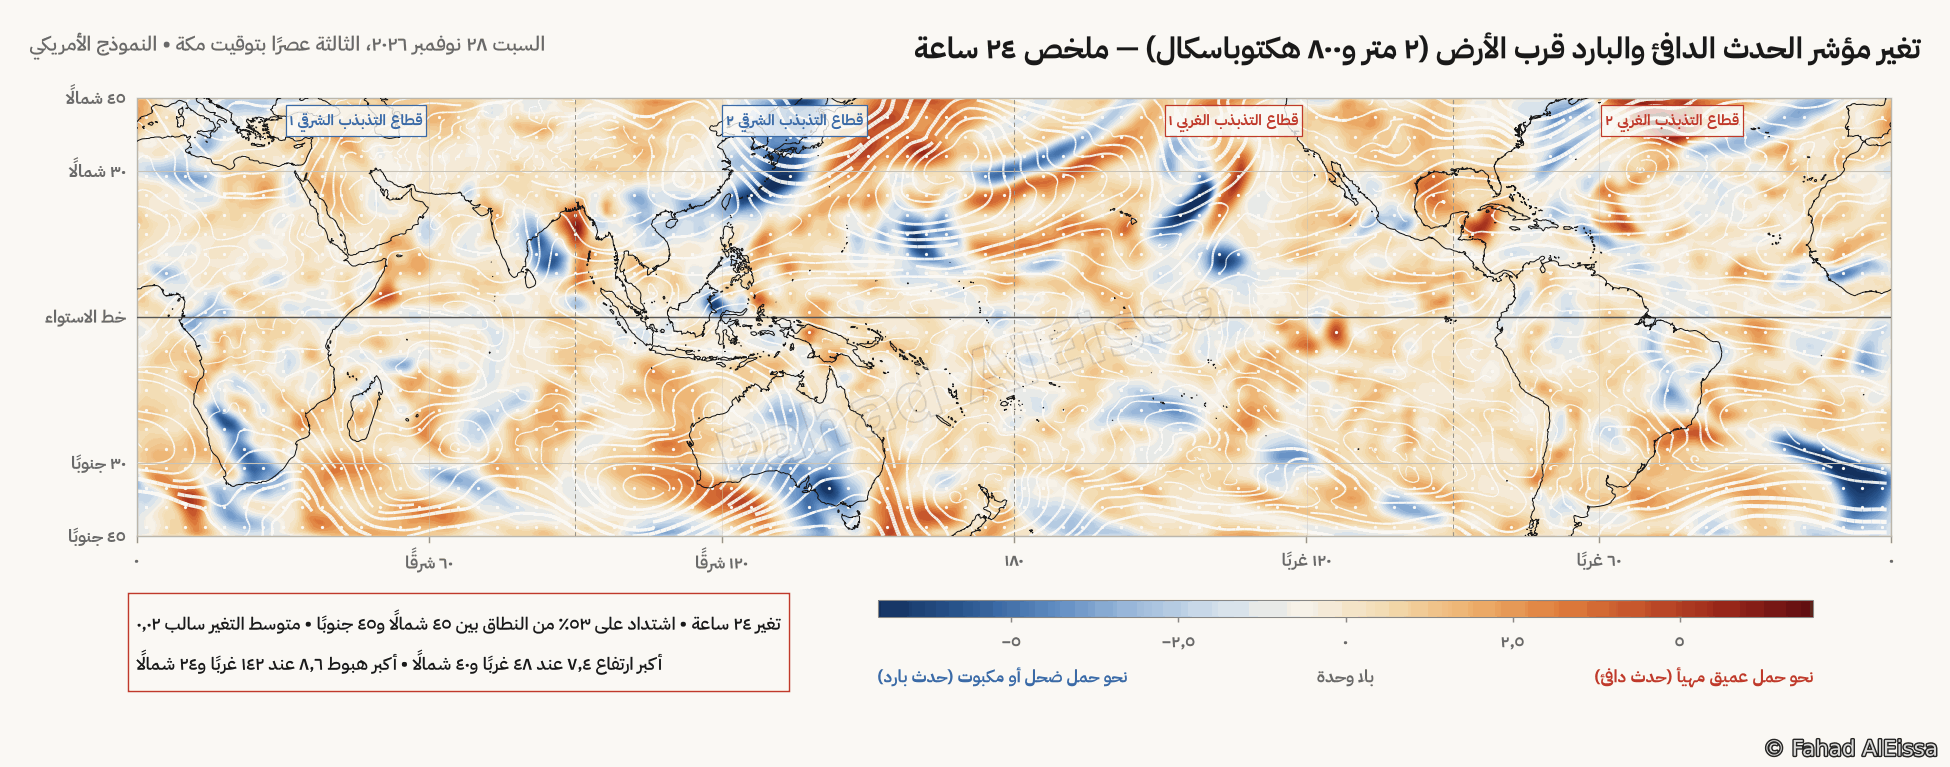 تغير مؤشر الحدث الدافئ والبارد قرب الأرض (٢ متر و٨٠٠ هكتوباسكال) — ملخص ٢٤ ساعة
السبت ٢٨ نوفمبر ٢٠٢٦، الثالثة عصرًا بتوقيت مكة • النموذج الأمريكي
قطاع التذبذب الشرقي ١
قطاع التذبذب الشرقي ٢
قطاع التذبذب الغربي ١
قطاع التذبذب الغربي ٢
٤٥ شمالًا
٣٠ شمالًا
خط الاستواء
٣٠ جنوبًا
٤٥ جنوبًا
٠
٦٠ شرقًا
١٢٠ شرقًا
١٨٠
١٢٠ غربًا
٦٠ غربًا
٠
Fahad AlEissa
تغير ٢٤ ساعة • اشتداد على ٥٣٪ من النطاق بين ٤٥ شمالًا و٤٥ جنوبًا • متوسط التغير سالب ٠,٠٢
أكبر ارتفاع ٧,٤ عند ٤٨ غربًا و٤٠ شمالًا • أكبر هبوط ٨,٦ عند ١٤٢ غربًا و٢٤ شمالًا
−٥
−٢,٥
٠
٢,٥
٥
نحو حمل ضحل أو مكبوت (حدث بارد)
بلا وحدة
نحو حمل عميق مهيأ (حدث دافئ)
© Fahad AlEissa